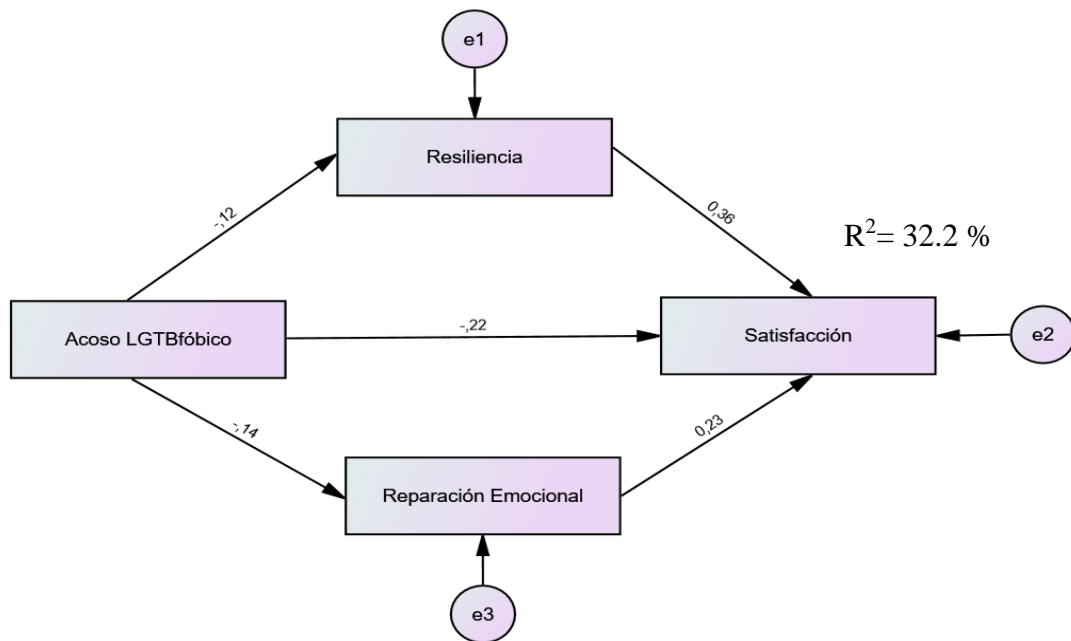 e1
Resiliencia
-,12
0,36
R²= 32.2 %
Acoso LGTBfóbico
-,22
Satisfacción
e2
-,14
0,23
Reparación Emocional
e3